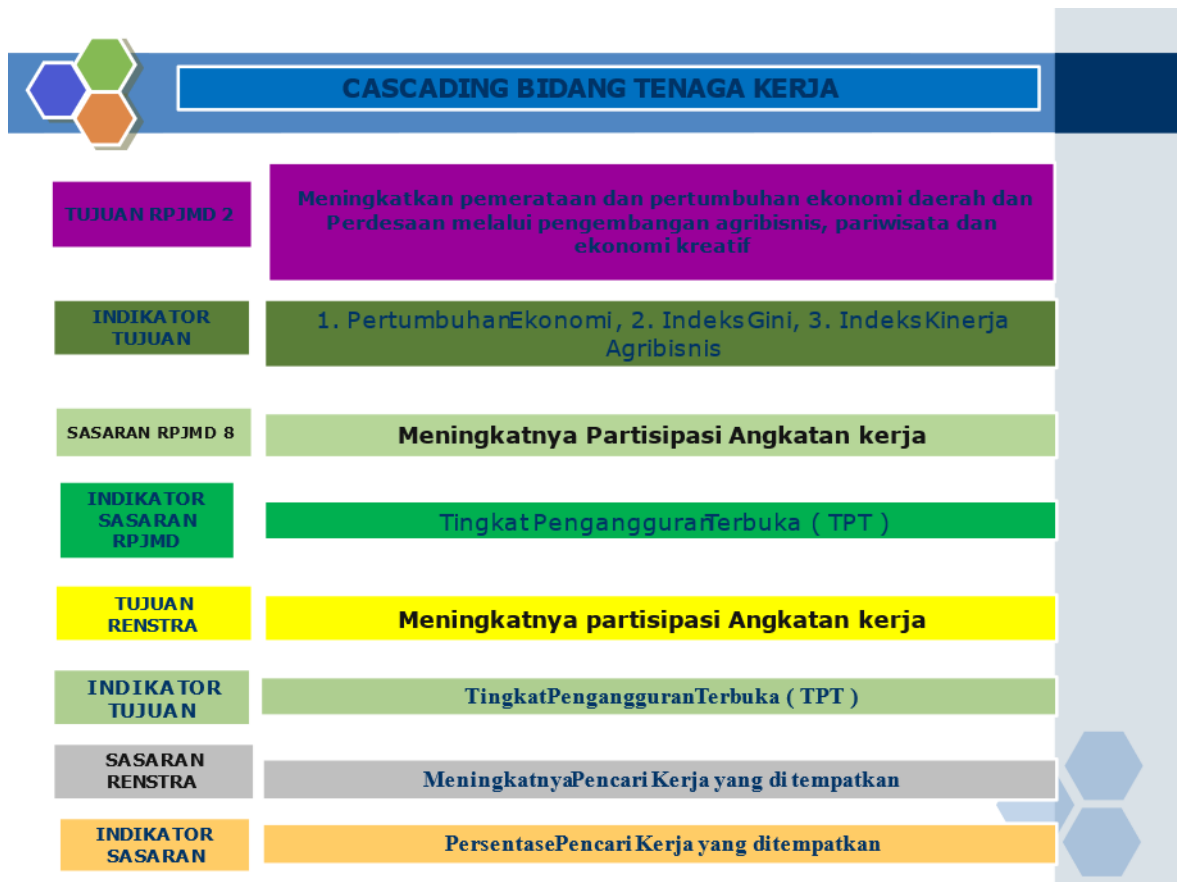 CASCADING BIDANG TENAGA KERJA
TUJUAN RPJMD 2
Meningkatkan pemerataan dan pertumbuhan ekonomi daerah dan
Perdesaan melalui pengembangan agribisnis, pariwisata dan
ekonomi kreatif
INDIKATOR
TUJUAN
1. PertumbuhanEkonomi, 2. IndeksGini, 3. IndeksKinerja
Agribisnis
SASARAN RPJMD 8
Meningkatnya Partisipasi Angkatan kerja
INDIKATOR
SASARAN
RPJMD
Tingkat PengangguranTerbuka ( TPT )
TUJUAN
RENSTRA
Meningkatnya partisipasi Angkatan kerja
INDIKATOR
TUJUAN
TingkatPengangguranTerbuka ( TPT )
SASARAN
RENSTRA
MeningkatnyaPencari Kerja yang di tempatkan
INDIKATOR
SASARAN
PersentasePencari Kerja yang ditempatkan